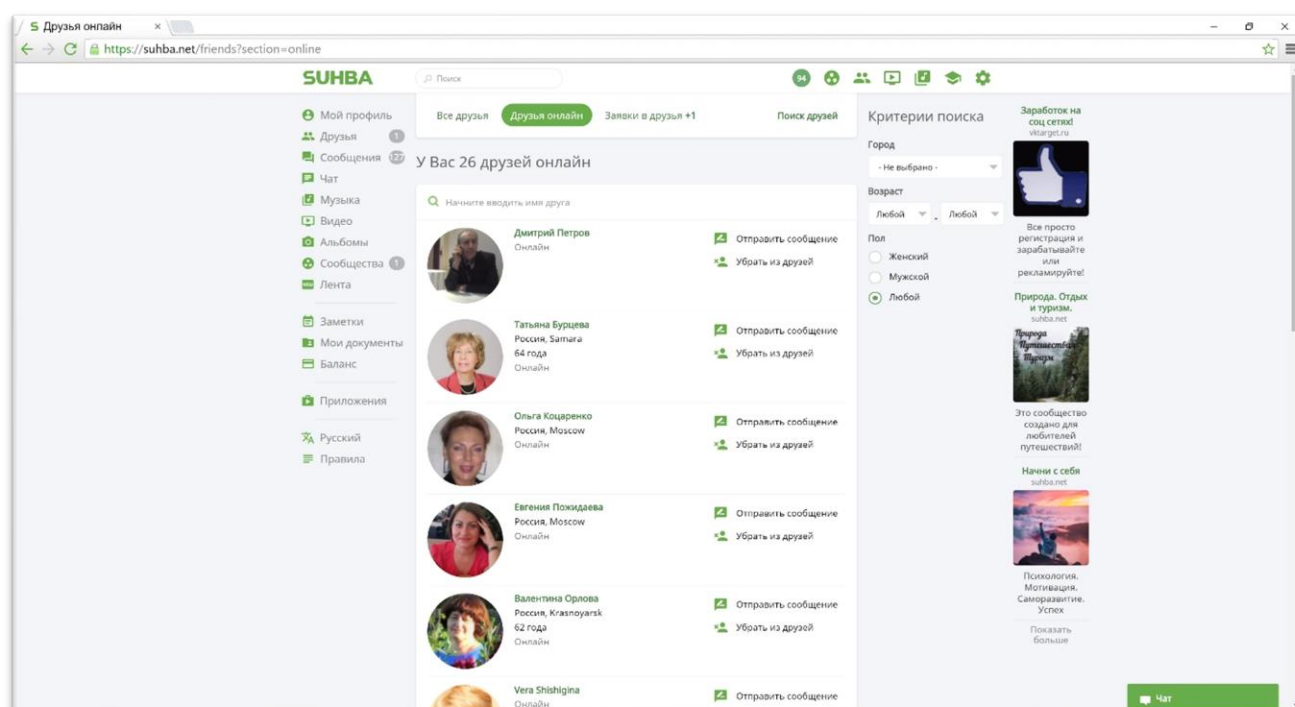 S Друзья онлайн
https://suhba.net/friends?section=online
SUHBA
Поиск
94
Мой профиль
Друзья 1
Сообщения 127
Чат
Музыка
Видео
Альбомы
Сообщества 1
Лента
Заметки
Мои документы
Баланс
Приложения
Русский
Правила
Все друзья Друзья онлайн Заявки в друзья +1 Поиск друзей
У Вас 26 друзей онлайн
Начните вводить имя друга
Дмитрий Петров
Онлайн
Отправить сообщение
Убрать из друзей
Татьяна Бурцева
Россия, Samara
64 года
Онлайн
Отправить сообщение
Убрать из друзей
Ольга Коцаренко
Россия, Moscow
Онлайн
Отправить сообщение
Убрать из друзей
Евгения Пожидаева
Россия, Moscow
Онлайн
Отправить сообщение
Убрать из друзей
Валентина Орлова
Россия, Krasnoyarsk
62 года
Онлайн
Отправить сообщение
Убрать из друзей
Vera Shishigina
Онлайн
Отправить сообщение
Критерии поиска
Город
- Не выбрано -
Возраст
Любой - Любой
Пол
Женский
Мужской
Любой
Заработок на
соц сетях!
vktarget.ru
Все просто
регистрация и
зарабатывайте
или
рекламируйте!
Природа. Отдых
и туризм.
suhba.net
Природа
Путешествия
Туризм
Это сообщество
создано для
любителей
путешествий!
Начни с себя
suhba.net
Психология.
Мотивация.
Саморазвитие.
Успех
Показать
больше
Чат